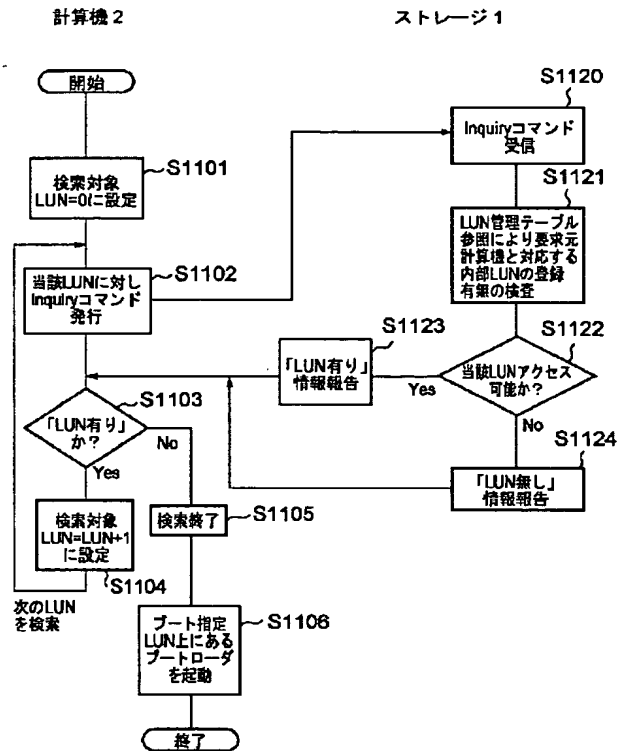 計算機2
ストレージ1
開始
S1101
検索対象
LUN=0に設定
S1102
当該LUNに対し
Inquiryコマンド
発行
S1120
Inquiryコマンド
受信
S1121
LUN管理テーブル
参照により要求元
計算機と対応する
内部LUNの登録
有無の検査
S1122
当該LUNアクセス
可能か?
Yes
No
S1123
「LUN有り」
情報報告
S1124
「LUN無し」
情報報告
S1103
「LUN有り」
か?
Yes
No
検索対象
LUN=LUN+1
に設定
S1104
次のLUN
を検索
検索終了
S1105
ブート指定
LUN上にある
ブートローダ
を起動
S1106
終了